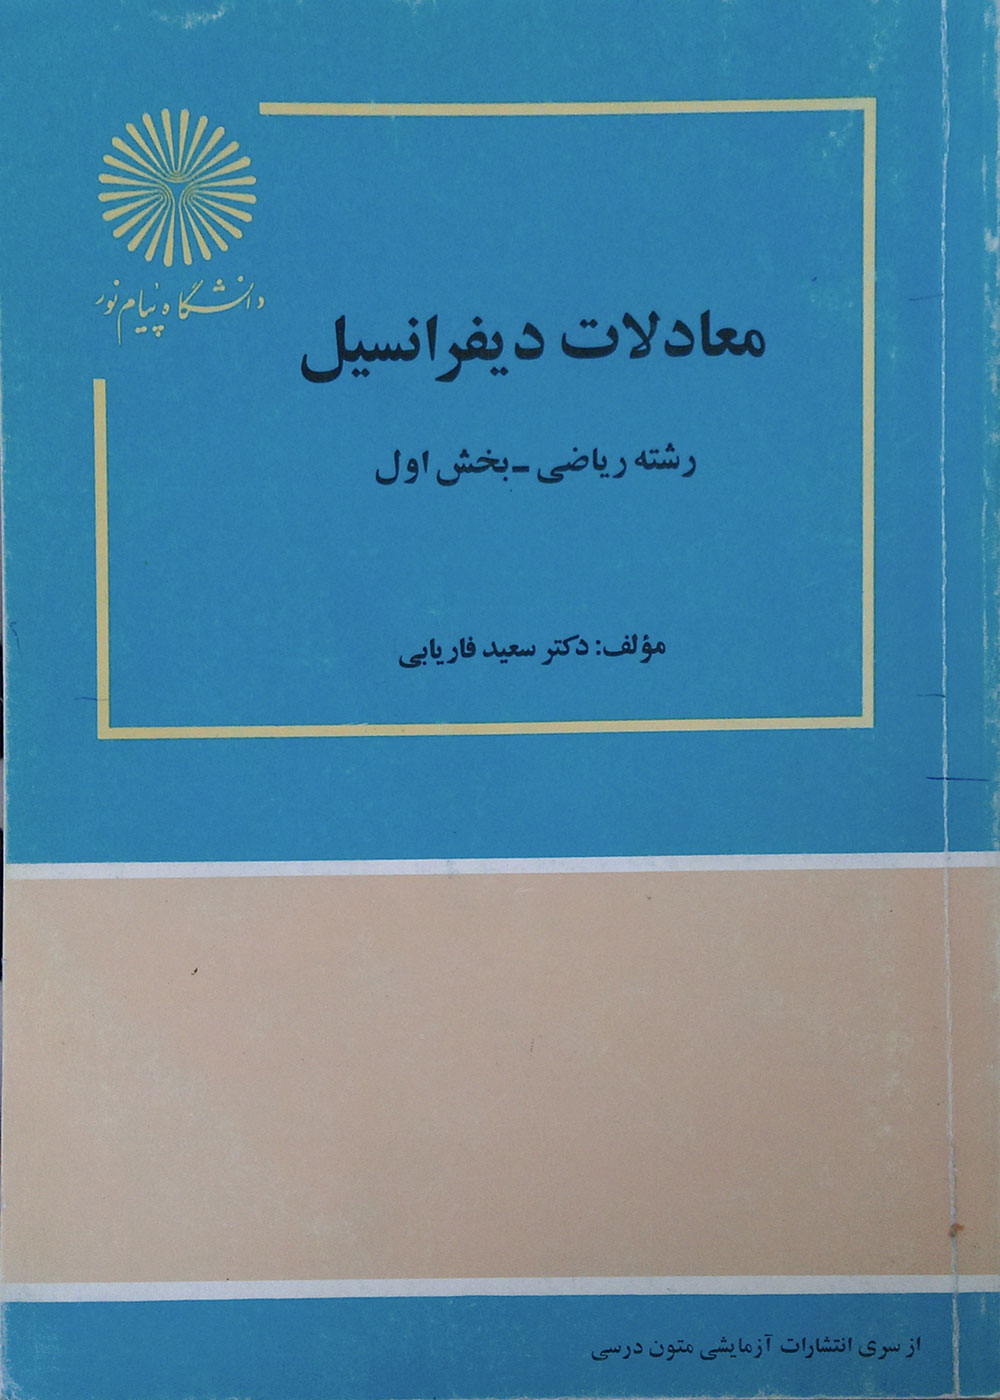 دانشگاه پیام نور
معادلات دیفرانسیل
رشته ریاضی - بخش اول
مؤلف: دکتر سعید فاریابی
از سری انتشارات آزمایشی متون درسی